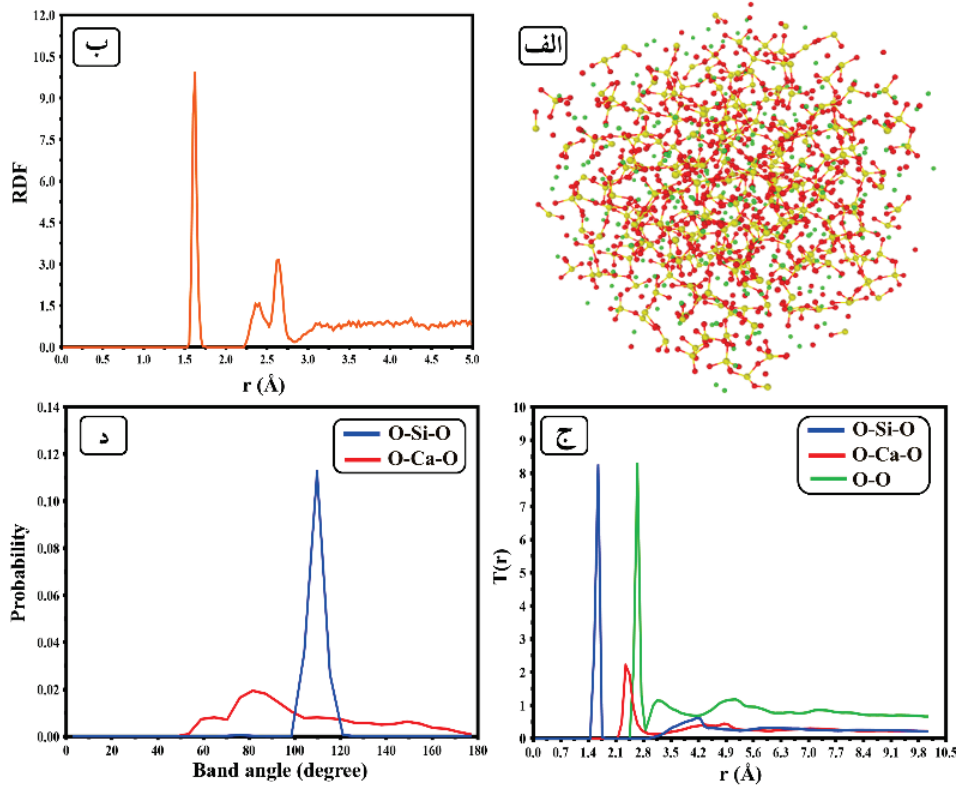 الف
ب
12.0
10.5
9.0
7.5
6.0
4.5
3.0
1.5
0.0
RDF
0.0 0.5 1.0 1.5 2.0 2.5 3.0 3.5 4.0 4.5 5.0
r (Å)
ج
O-Si-O
O-Ca-O
O-O
10
9
8
7
6
5
4
3
2
1
0
T(r)
0.0 0.7 1.4 2.1 2.8 3.5 4.2 4.9 5.6 6.3 7.0 7.7 8.4 9.1 9.8 10.5
r (Å)
د
O-Si-O
O-Ca-O
0.14
0.12
0.10
0.08
0.06
0.04
0.02
0.00
Probability
0 20 40 60 80 100 120 140 160 180
Band angle (degree)